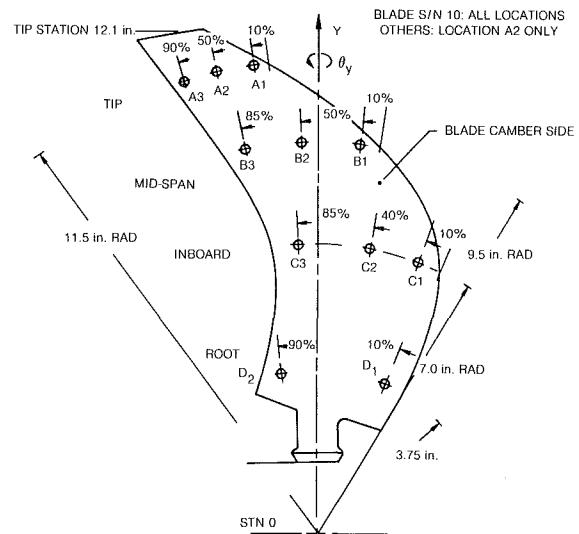 BLADE S/N 10: ALL LOCATIONS
OTHERS: LOCATION A2 ONLY
TIP STATION 12.1 in.
10%
Y
50%
90%
θy
A1
A2
A3
TIP
85%
50%
10%
BLADE CAMBER SIDE
B3
B2
B1
MID-SPAN
85%
40%
10%
11.5 in. RAD
INBOARD
9.5 in. RAD
C3
C2
C1
ROOT
90%
10%
7.0 in. RAD
D2
D1
3.75 in.
STN 0